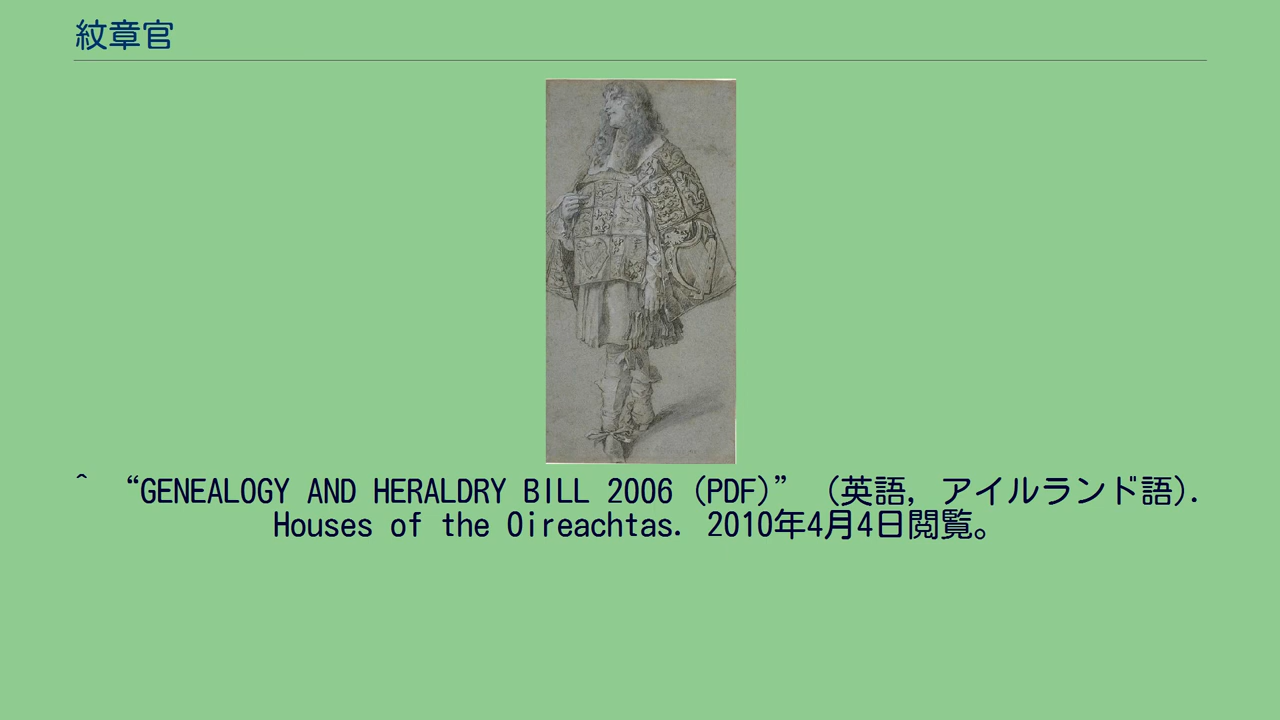 紋章官
^ “GENEALOGY AND HERALDRY BILL 2006 (PDF)” (英語, アイルランド語).
Houses of the Oireachtas. 2010年4月4日閲覧。